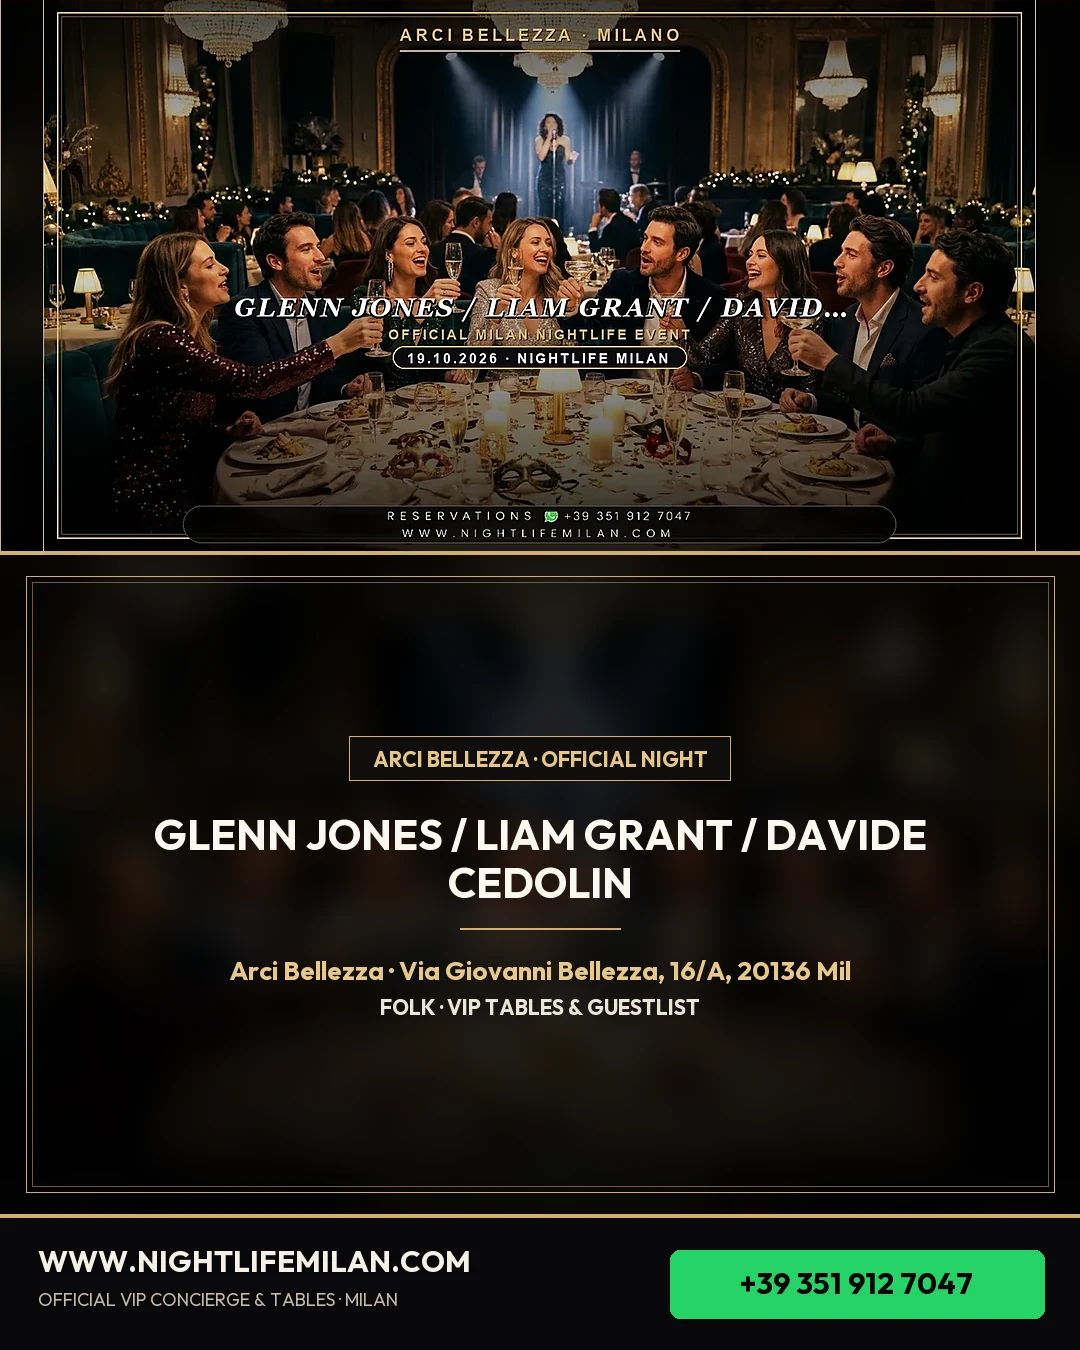 ARCI BELLEZZA · MILANO
GLENN JONES / LIAM GRANT / DAVID...
OFFICIAL MILAN NIGHTLIFE EVENT
19.10.2026 · NIGHTLIFE MILAN
RESERVATIONS +39 351 912 7047
WWW.NIGHTLIFEMILAN.COM
ARCI BELLEZZA · OFFICIAL NIGHT
GLENN JONES / LIAM GRANT / DAVIDE
CEDOLIN
Arci Bellezza · Via Giovanni Bellezza, 16/A, 20136 Mil
FOLK · VIP TABLES & GUESTLIST
WWW.NIGHTLIFEMILAN.COM
OFFICIAL VIP CONCIERGE & TABLES · MILAN
+39 351 912 7047